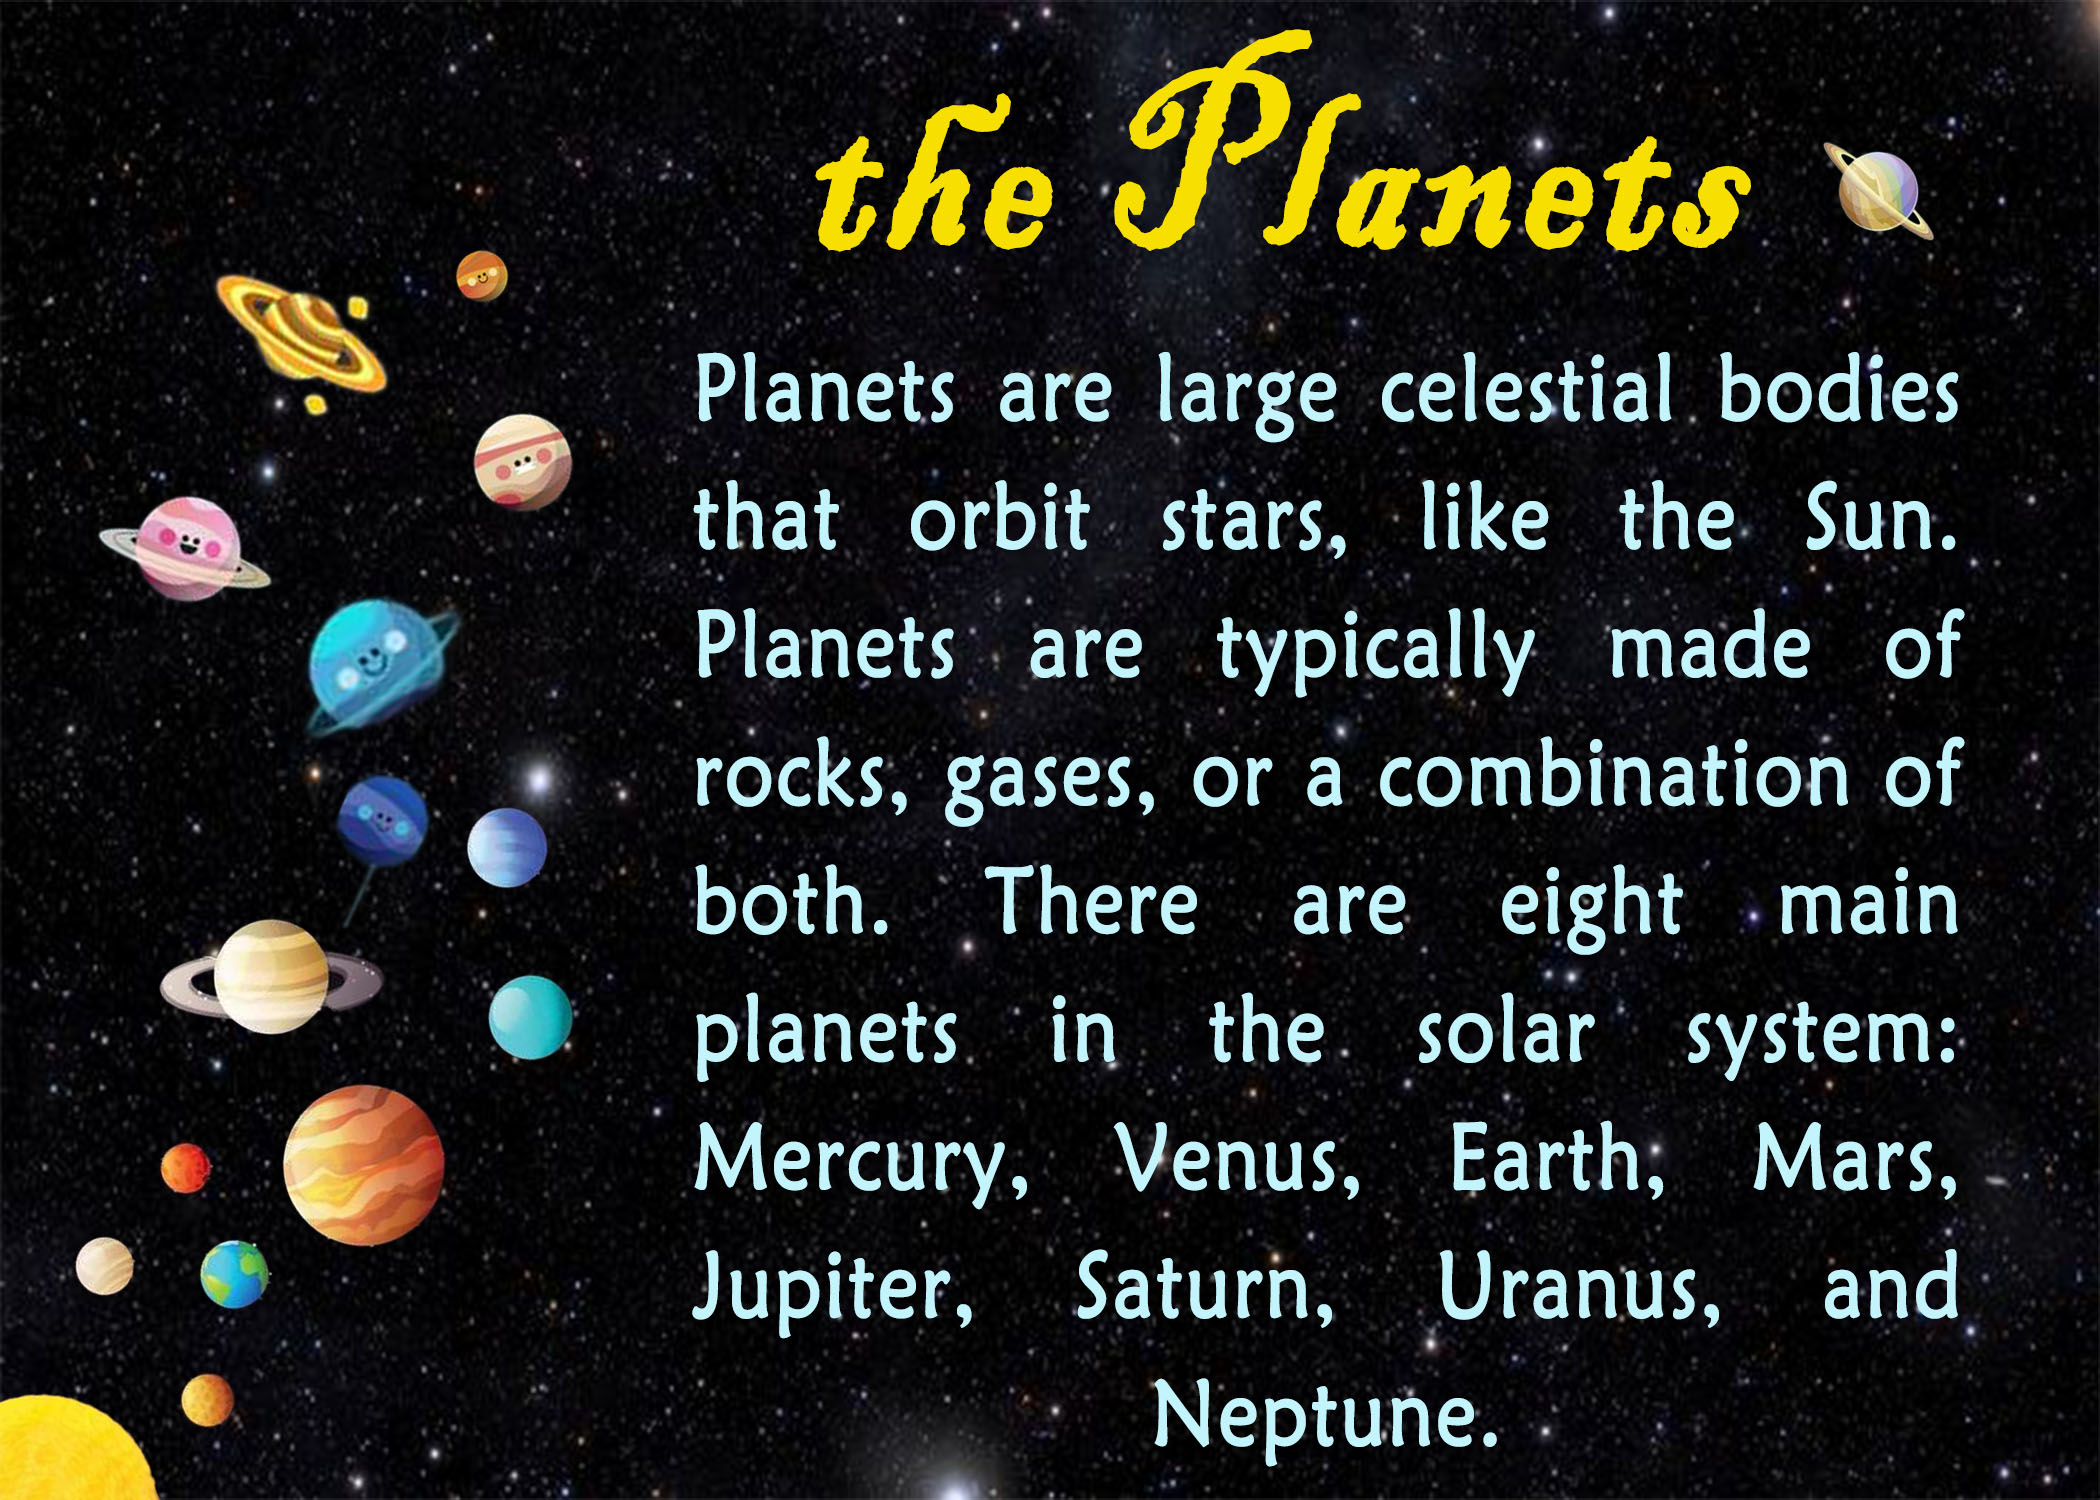 the Planets
Planets are large celestial bodies
that orbit stars, like the Sun.
Planets are typically made of
rocks, gases, or a combination of
both. There are eight main
planets in the solar system:
Mercury, Venus, Earth, Mars,
Jupiter, Saturn, Uranus, and
Neptune.